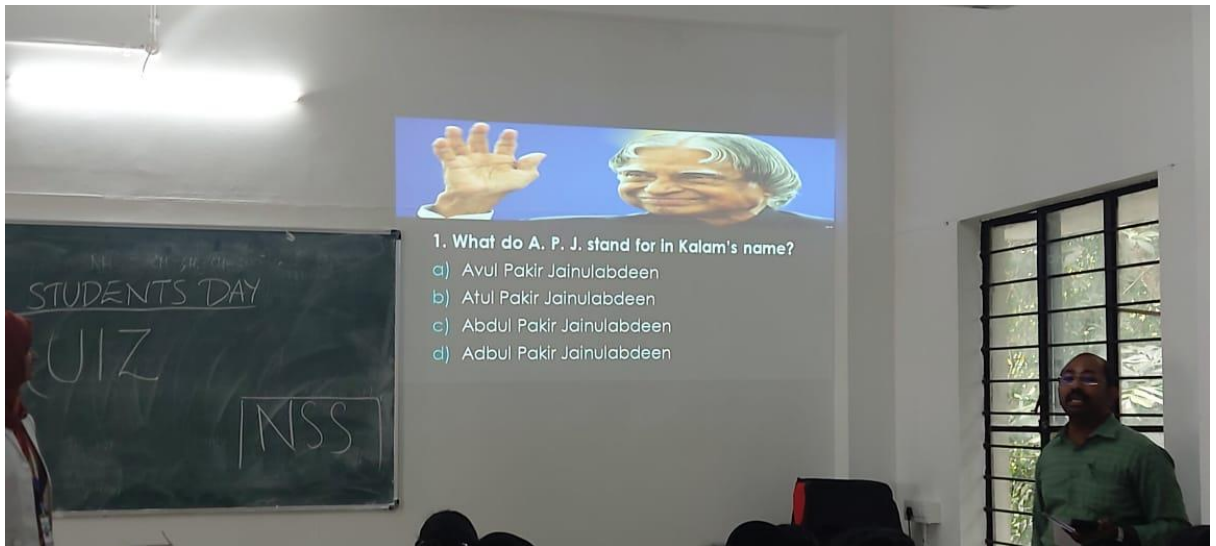 STUDENTS DAY
UIZ
NSS
1. What do A. P. J. stand for in Kalam's name?
a) Avul Pakir Jainulabdeen
b) Atul Pakir Jainulabdeen
c) Abdul Pakir Jainulabdeen
d) Adbul Pakir Jainulabdeen